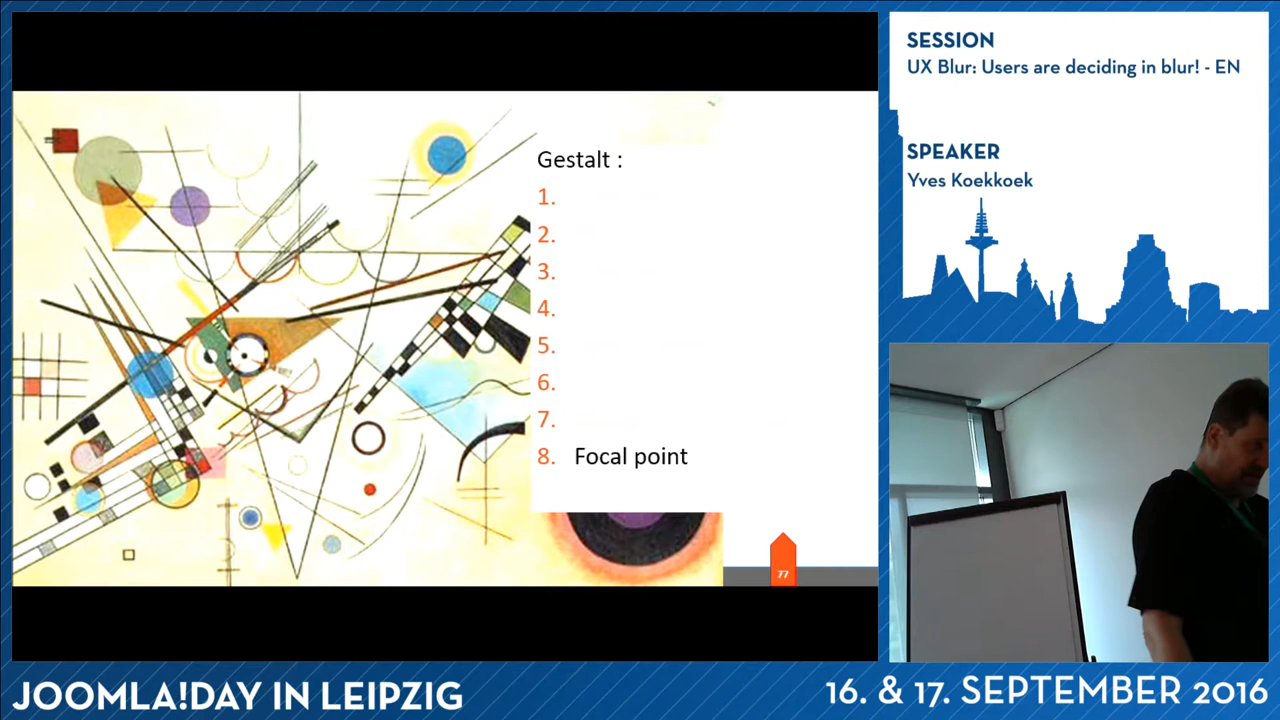 Gestalt :
1.
2.
3.
4.
5.
6.
7.
8. Focal point
77
SESSION
UX Blur: Users are deciding in blur! - EN
SPEAKER
Yves Koekkoek
JOOMLA!DAY IN LEIPZIG
16. & 17. SEPTEMBER 2016